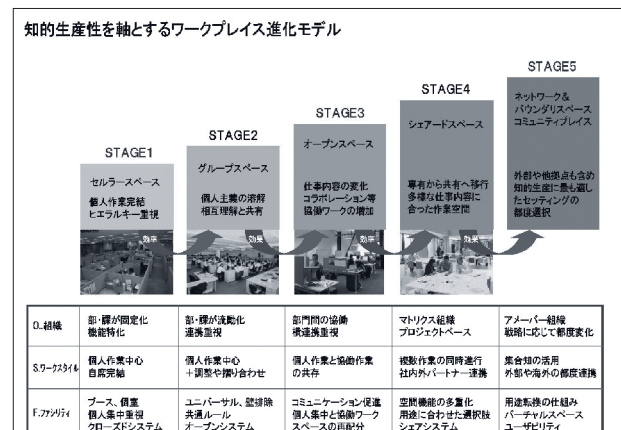 知的生産性を軸とするワークプレイス進化モデル
STAGE1
セルラースペース
個人作業完結
ヒエラルキー重視
STAGE2
グループスペース
個人主義の溶解
相互理解と共有
STAGE3
オープンスペース
仕事内容の変化
コラボレーション等
協働ワークの増加
STAGE4
シェアードスペース
専有から共有へ移行
多様な仕事内容に
合った作業空間
STAGE5
ネットワーク&
バウンダリスペース
コミュニティプレイス
外部や他拠点も含め
知的生産に最も適し
たセッティングの
都度選択
効率
効果
効果
効果
O.組織
部・課が固定化
機能特化
部・課が流動化
連携重視
部門間の協働
横連携重視
マトリクス組織
プロジェクトベース
アメーバー組織
戦略に応じて都度変化
S.ワークスタイル
個人作業中心
自席完結
個人作業中心
+調整や摺り合わせ
個人作業と協働作業
の共存
複数作業の同時進行
社内外パートナー連携
集合知の活用
外部や海外の都度連携
F.ファシリティ
ブース、個室
個人集中重視
クローズドシステム
ユニバーサル、壁排除
共通ルール
オープンシステム
コミュニケーション促進
個人集中と協働ワーク
スペースの再配分
空間機能の多重化
用途に合わせた選択肢
シェアシステム
用途転換の仕組み
バーチャルスペース
ユーザビリティ